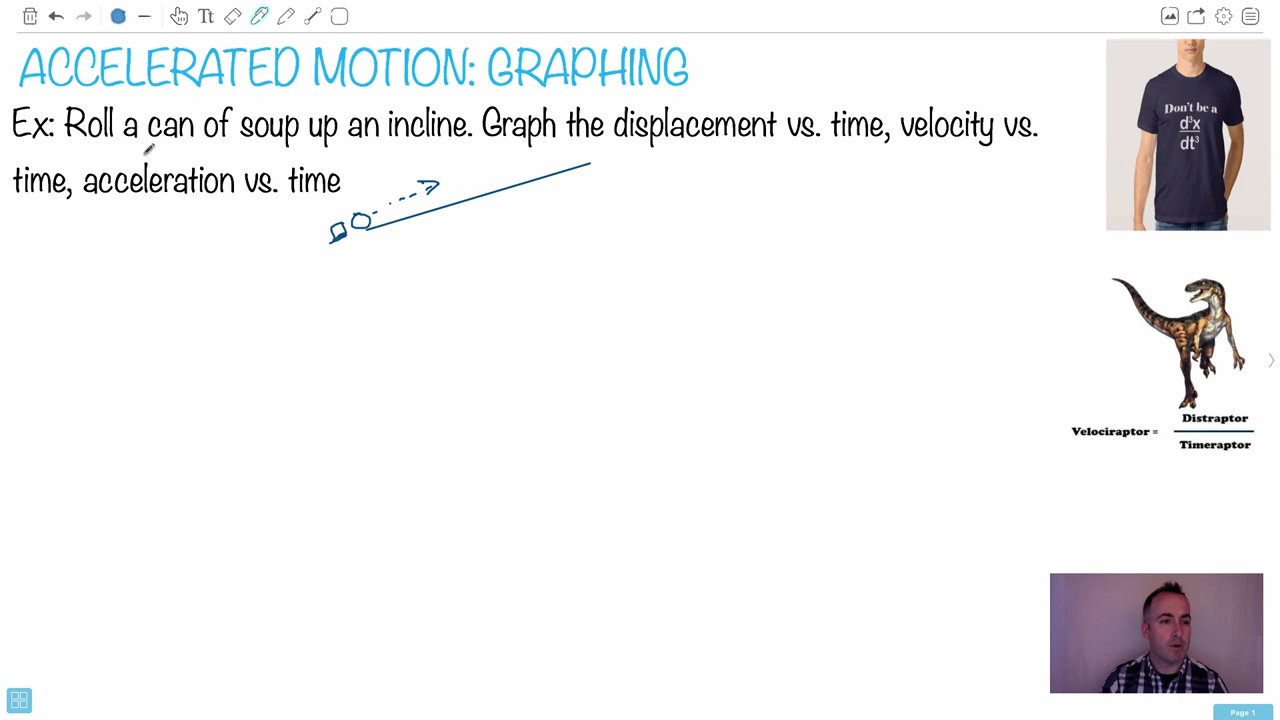 Tt
ACCELERATED MOTION: GRAPHING
Ex: Roll a can of soup up an incline. Graph the displacement vs. time, velocity vs.
time, acceleration vs. time
Don't be a
d³x
dt³
Distraptor
Velociraptor =
Timeraptor
Page 1